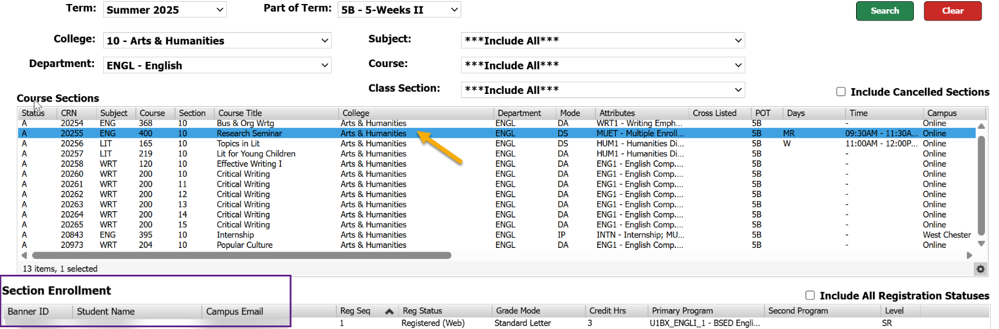 Term: Summer 2025 Part of Term: 5B - 5-Weeks II Search Clear
College: 10 - Arts & Humanities Subject: ***Include All***
Department: ENGL - English Course: ***Include All***
Class Section: ***Include All*** Include Cancelled Sections
Course Sections
Status CRN Subject Course Section Course Title College Department Mode Attributes Cross Listed POT Days Time Campus
A 20254 ENG 368 10 Bus & Org Wrtg Arts & Humanities ENGL DA WRT1 - Writing Emph... 5B - Online
A 20255 ENG 400 10 Research Seminar Arts & Humanities ENGL DS MUET - Multiple Enroll... 5B MR 09:30AM - 11:30A... Online
A 20256 LIT 165 10 Topics in Lit Arts & Humanities ENGL DS HUM1 - Humanities Di... 5B W 11:00AM - 12:00P... Online
A 20257 LIT 219 10 Lit for Young Children Arts & Humanities ENGL DA HUM1 - Humanities Di... 5B - Online
A 20258 WRT 120 10 Effective Writing I Arts & Humanities ENGL DA ENG1 - English Comp.... 5B - Online
A 20260 WRT 200 10 Critical Writing Arts & Humanities ENGL DA ENG1 - English Comp.... 5B - Online
A 20261 WRT 200 11 Critical Writing Arts & Humanities ENGL DA ENG1 - English Comp.... 5B - Online
A 20262 WRT 200 12 Critical Writing Arts & Humanities ENGL DA ENG1 - English Comp.... 5B - Online
A 20263 WRT 200 13 Critical Writing Arts & Humanities ENGL DA ENG1 - English Comp.... 5B - Online
A 20264 WRT 200 14 Critical Writing Arts & Humanities ENGL DA ENG1 - English Comp.... 5B - Online
A 20265 WRT 200 15 Critical Writing Arts & Humanities ENGL DA ENG1 - English Comp.... 5B - Online
A 20843 ENG 395 10 Internship Arts & Humanities ENGL IP INTN - Internship; MU... 5B - West Chester
A 20973 WRT 204 10 Popular Culture Arts & Humanities ENGL DA ENG1 - English Comp.... 5B - Online
13 items, 1 selected
Section Enrollment Include All Registration Statuses
Banner ID Student Name Campus Email Reg Seq Reg Status Grade Mode Credit Hrs Primary Program Second Program Level
1 Registered (Web) Standard Letter 3 U1BX_ENGLI_1 - BSED Engli... SR